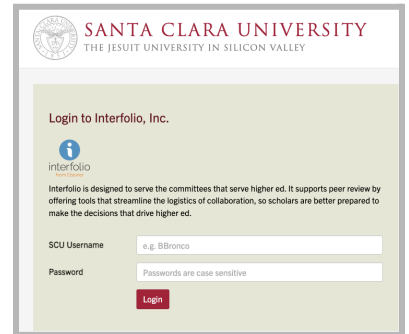 SANTA CLARA UNIVERSITY
THE JESUIT UNIVERSITY IN SILICON VALLEY
Login to Interfolio, Inc.
interfolio
from Elsevier
Interfolio is designed to serve the committees that serve higher ed. It supports peer review by
offering tools that streamline the logistics of collaboration, so scholars are better prepared to
make the decisions that drive higher ed.
SCU Username
e.g. BBronco
Password
Passwords are case sensitive
Login